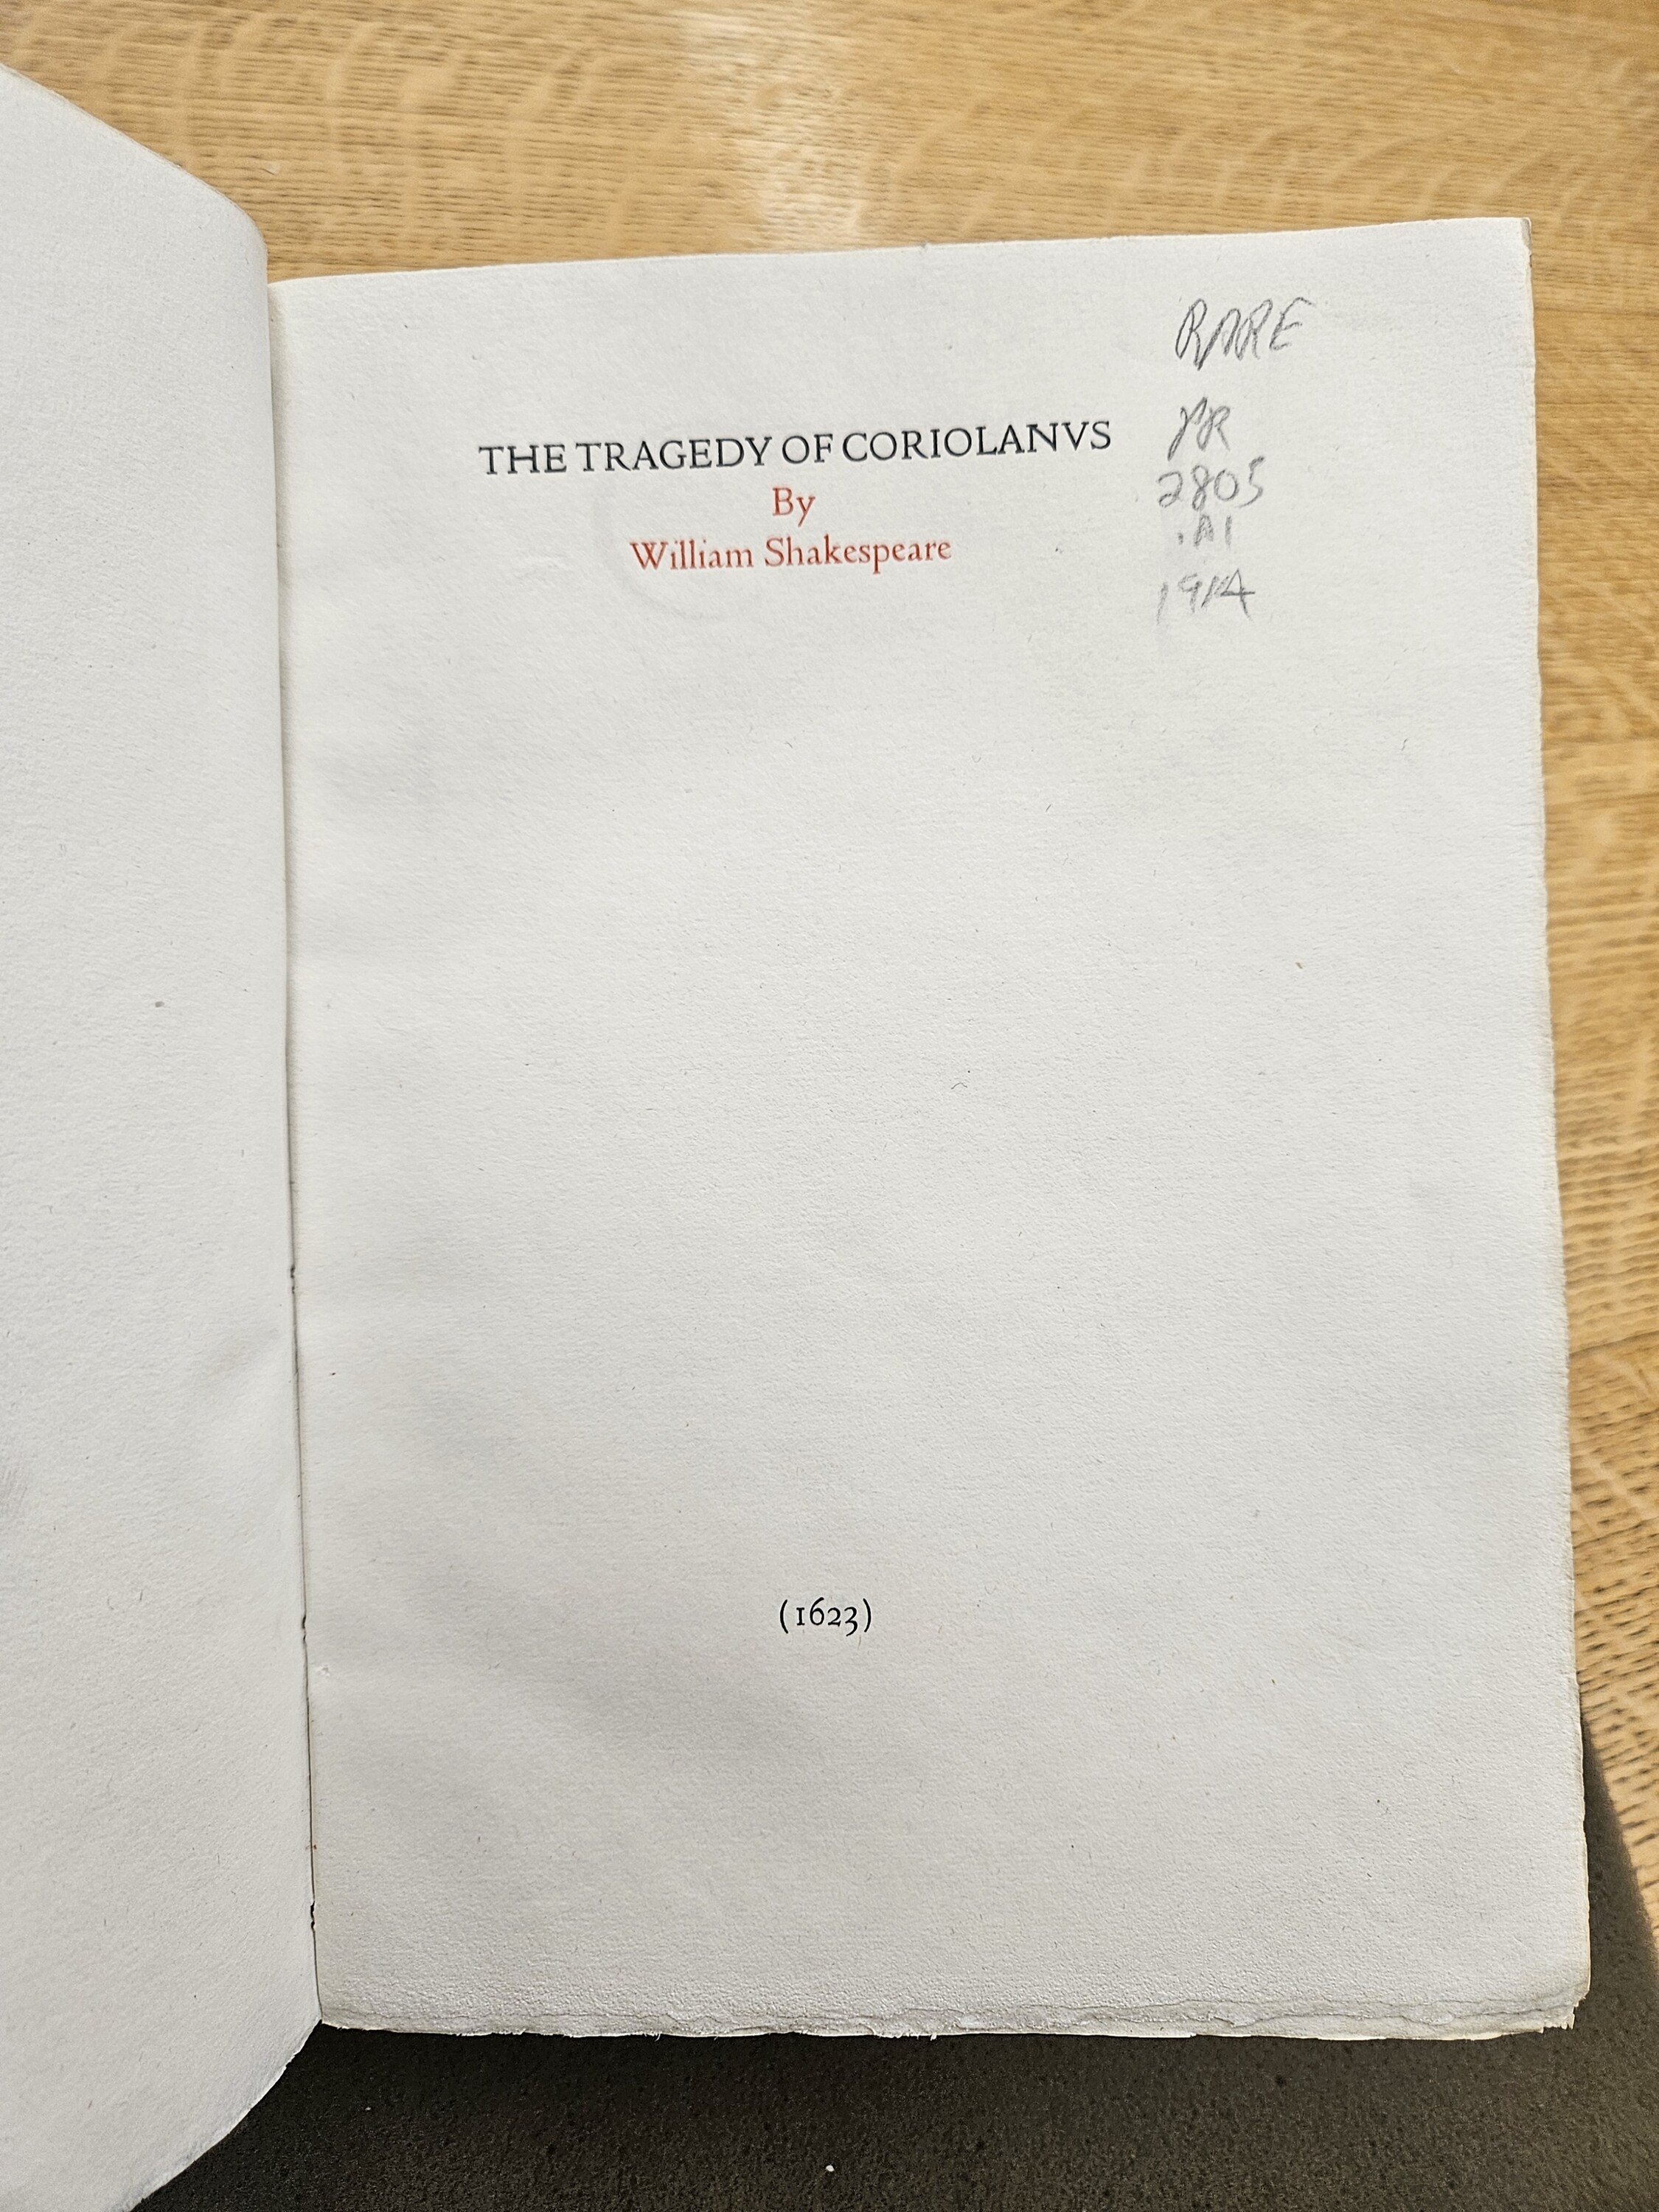 RARE
THE TRAGEDY OF CORIOLANVS
By
William Shakespeare
PR
2805
.A1
1914
(1623)